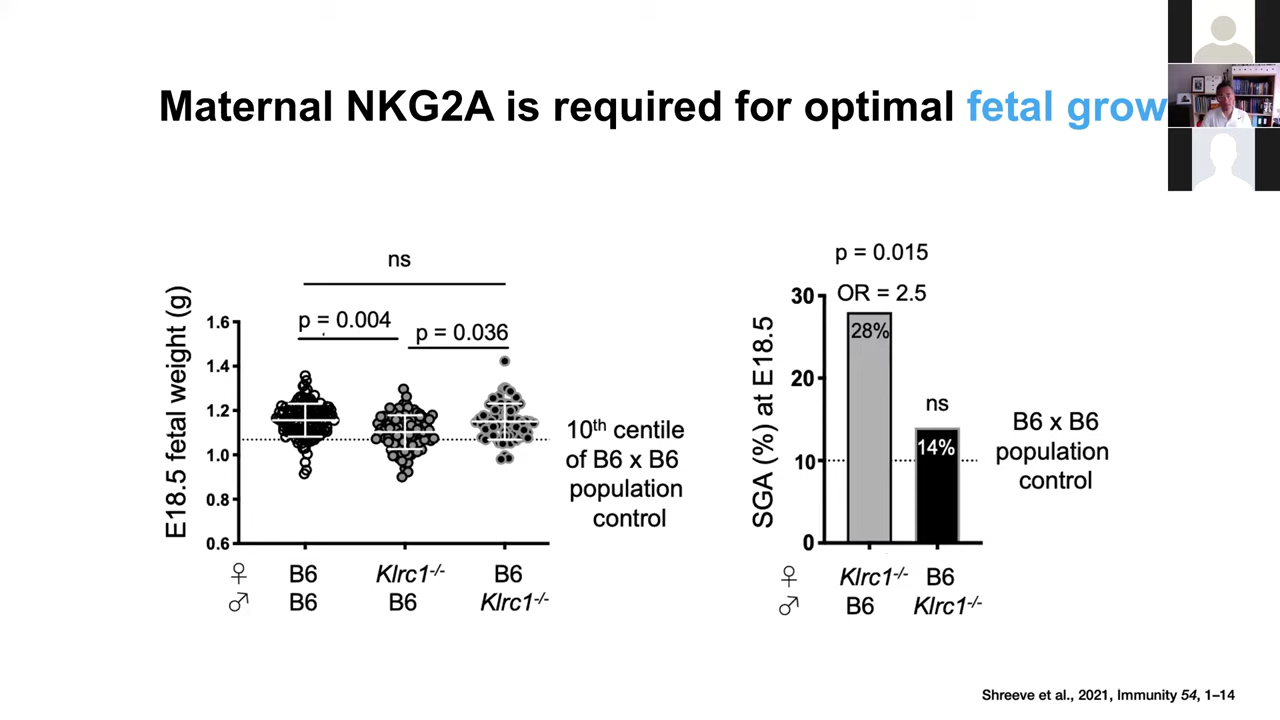 Maternal NKG2A is required for optimal fetal grow
ns
p = 0.004
p = 0.036
E18.5 fetal weight (g)
1.6
1.4
1.2
1.0
0.8
0.6
10th centile
of B6 x B6
population
control
♀ B6 Klrc1-/- B6
♂ B6 B6 Klrc1-/-
p = 0.015
OR = 2.5
SGA (%) at E18.5
30
20
10
0
28%
ns
14%
B6 x B6
population
control
♀ Klrc1-/- B6
♂ B6 Klrc1-/-
Shreeve et al., 2021, Immunity 54, 1–14